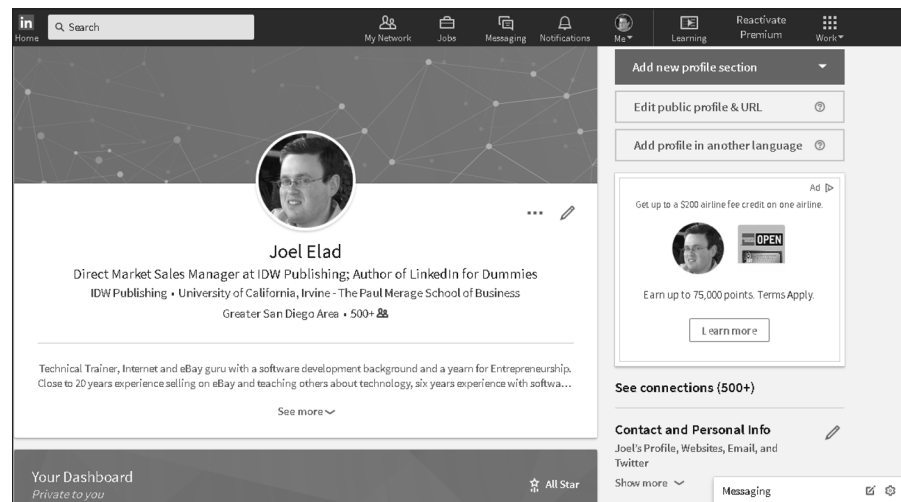 in
Home
Search
My Network
Jobs
Messaging
Notifications
Me
Learning
Reactivate
Premium
Work
Joel Elad
Direct Market Sales Manager at IDW Publishing; Author of LinkedIn for Dummies
IDW Publishing • University of California, Irvine - The Paul Merage School of Business
Greater San Diego Area • 500+
Technical Trainer, Internet and eBay guru with a software development background and a yearn for Entrepreneurship.
Close to 20 years experience selling on eBay and teaching others about technology, six years experience with softwa...
See more
Your Dashboard
Private to you
All Star
Add new profile section
Edit public profile & URL
Add profile in another language
Ad
Get up to a $200 airline fee credit on one airline.
OPEN
Earn up to 75,000 points. Terms Apply.
Learn more
See connections (500+)
Contact and Personal Info
Joel's Profile, Websites, Email, and
Twitter
Show more
Messaging